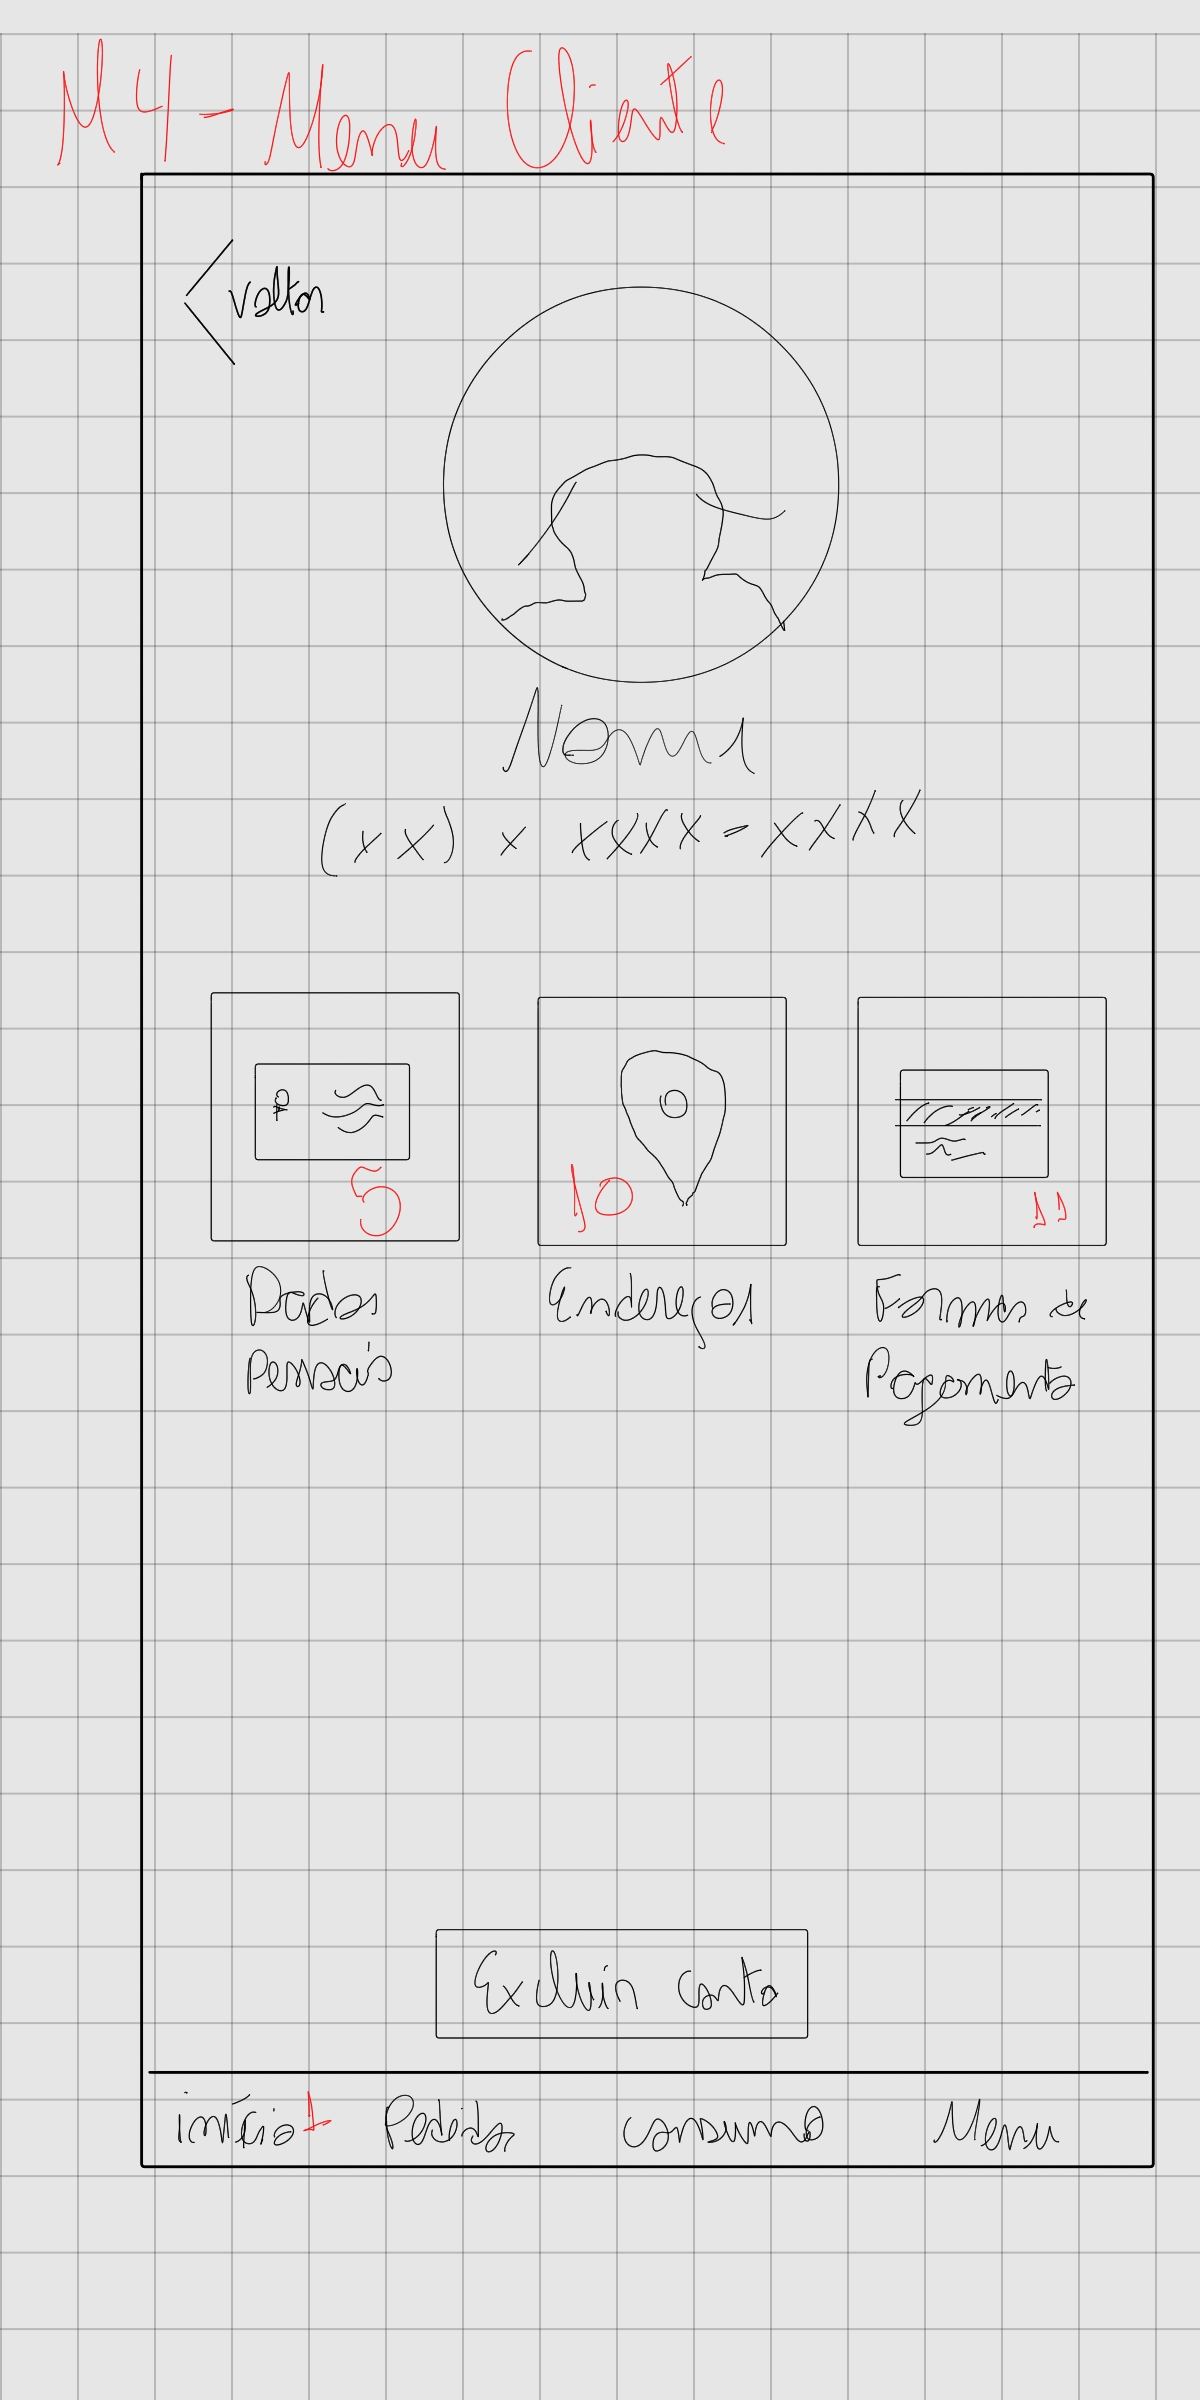 M4 - Menu Cliente
Voltar
Nome
(xx) x xxxx-xxxx
5
10
11
Dados
Pessoais
Endereços
Formas de
Pagamento
Excluir conta
início 1 Pedidos consumo Menu